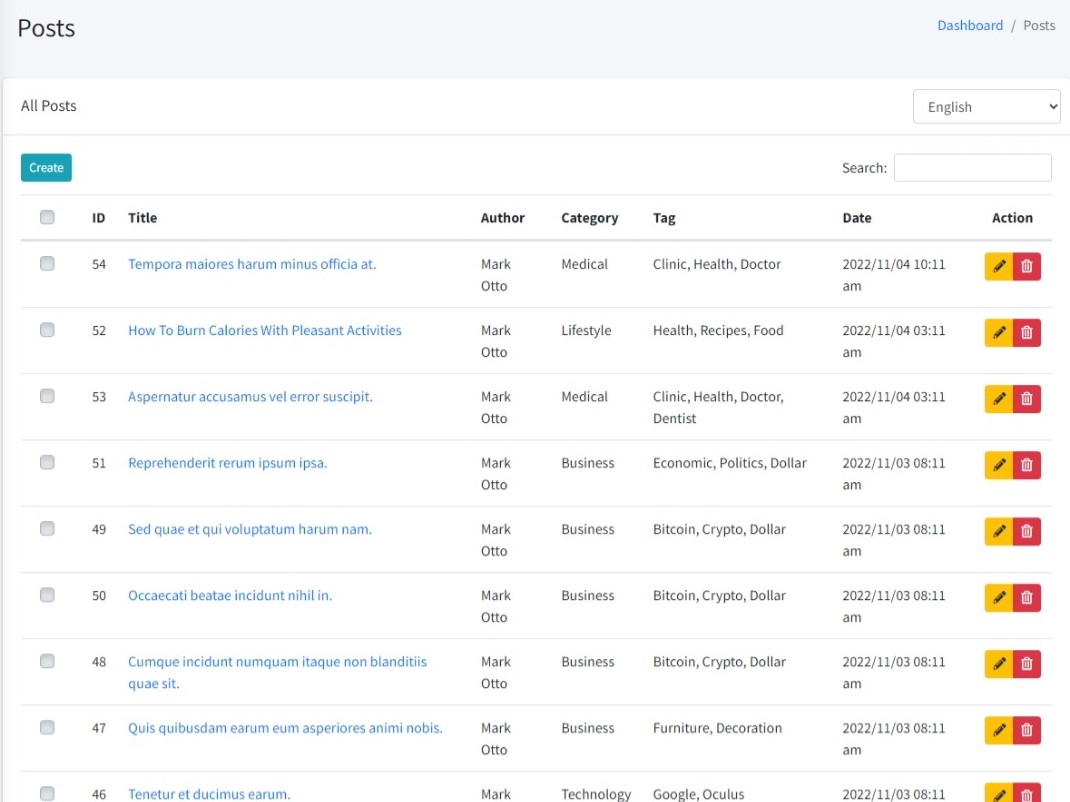 Posts
Dashboard / Posts
All Posts
English
Create
Search:
ID Title Author Category Tag Date Action
54 Tempora maiores harum minus officia at. Mark Medical Clinic, Health, Doctor 2022/11/04 10:11
Otto am
52 How To Burn Calories With Pleasant Activities Mark Lifestyle Health, Recipes, Food 2022/11/04 03:11
Otto am
53 Aspernatur accusamus vel error suscipit. Mark Medical Clinic, Health, Doctor, 2022/11/04 03:11
Otto Dentist am
51 Reprehenderit rerum ipsum ipsa. Mark Business Economic, Politics, Dollar 2022/11/03 08:11
Otto am
49 Sed quae et qui voluptatum harum nam. Mark Business Bitcoin, Crypto, Dollar 2022/11/03 08:11
Otto am
50 Occaecati beatae incidunt nihil in. Mark Business Bitcoin, Crypto, Dollar 2022/11/03 08:11
Otto am
48 Cumque incidunt numquam itaque non blanditiis Mark Business Bitcoin, Crypto, Dollar 2022/11/03 08:11
quae sit. Otto am
47 Quis quibusdam earum eum asperiores animi nobis. Mark Business Furniture, Decoration 2022/11/03 08:11
Otto am
46 Tenetur et ducimus earum. Mark Technology Google, Oculus 2022/11/03 08:11